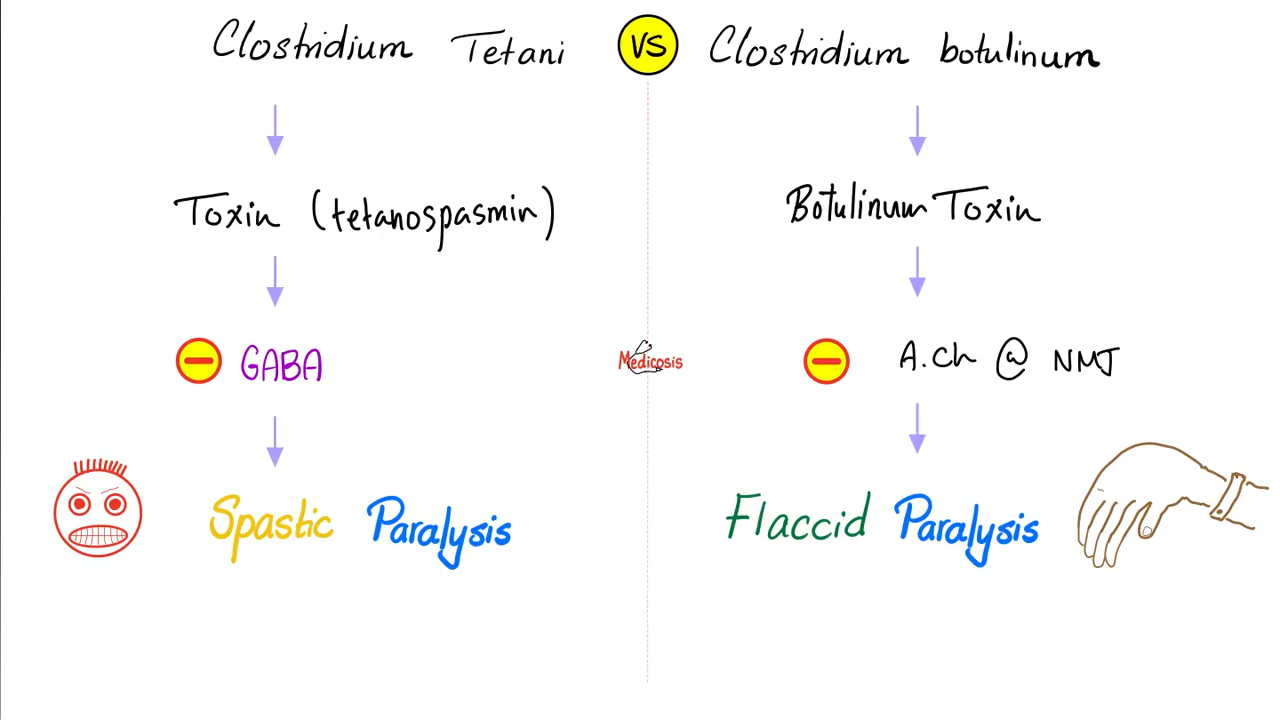 Clostridium Tetani
VS
Clostridium botulinum
Toxin (tetanospasmin)
Botulinum Toxin
GABA
Medicosis
A.Ch @ NMJ
Spastic Paralysis
Flaccid Paralysis